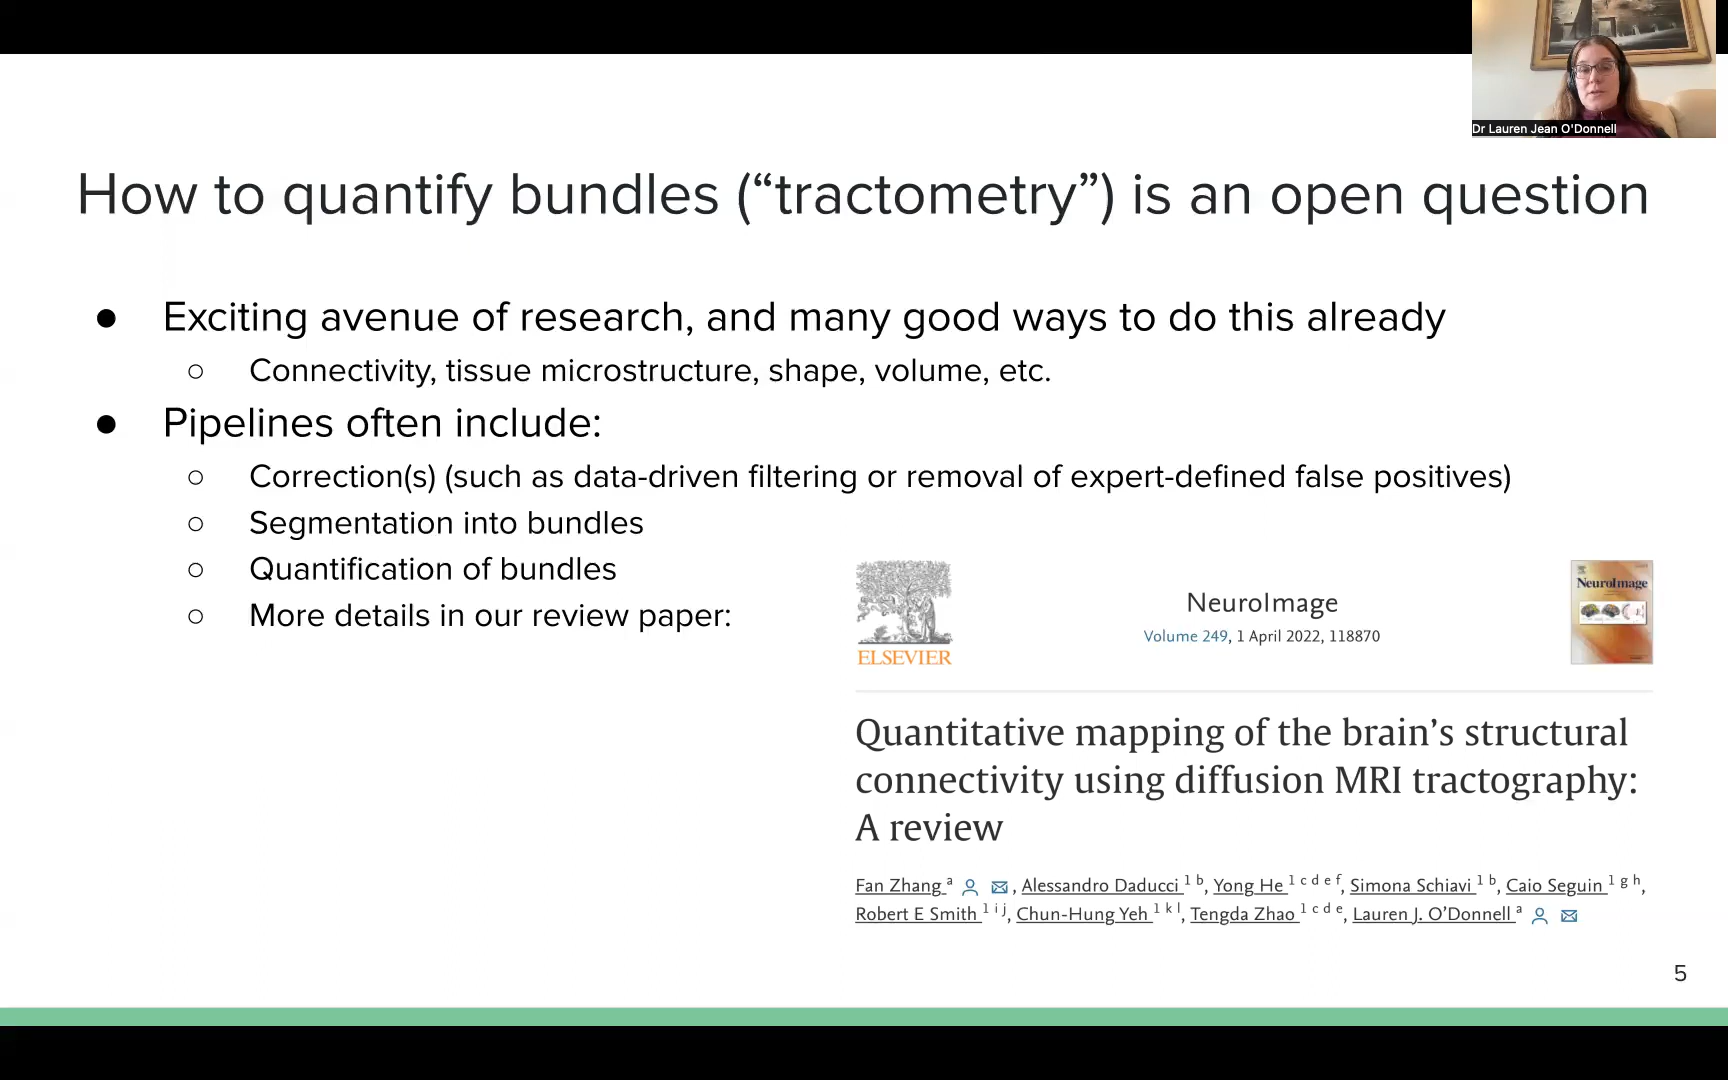 Dr Lauren Jean O'Donnell
How to quantify bundles (“tractometry”) is an open question
● Exciting avenue of research, and many good ways to do this already
○ Connectivity, tissue microstructure, shape, volume, etc.
● Pipelines often include:
○ Correction(s) (such as data-driven filtering or removal of expert-defined false positives)
○ Segmentation into bundles
○ Quantification of bundles
○ More details in our review paper:
ELSEVIER
NeuroImage
Volume 249, 1 April 2022, 118870
NeuroImage
Quantitative mapping of the brain’s structural
connectivity using diffusion MRI tractography:
A review
Fan Zhang a , Alessandro Daducci 1 b, Yong He 1 c d e f, Simona Schiavi 1 b, Caio Seguin 1 g h,
Robert E Smith 1 i j, Chun-Hung Yeh 1 k l, Tengda Zhao 1 c d e, Lauren J. O’Donnell a
5